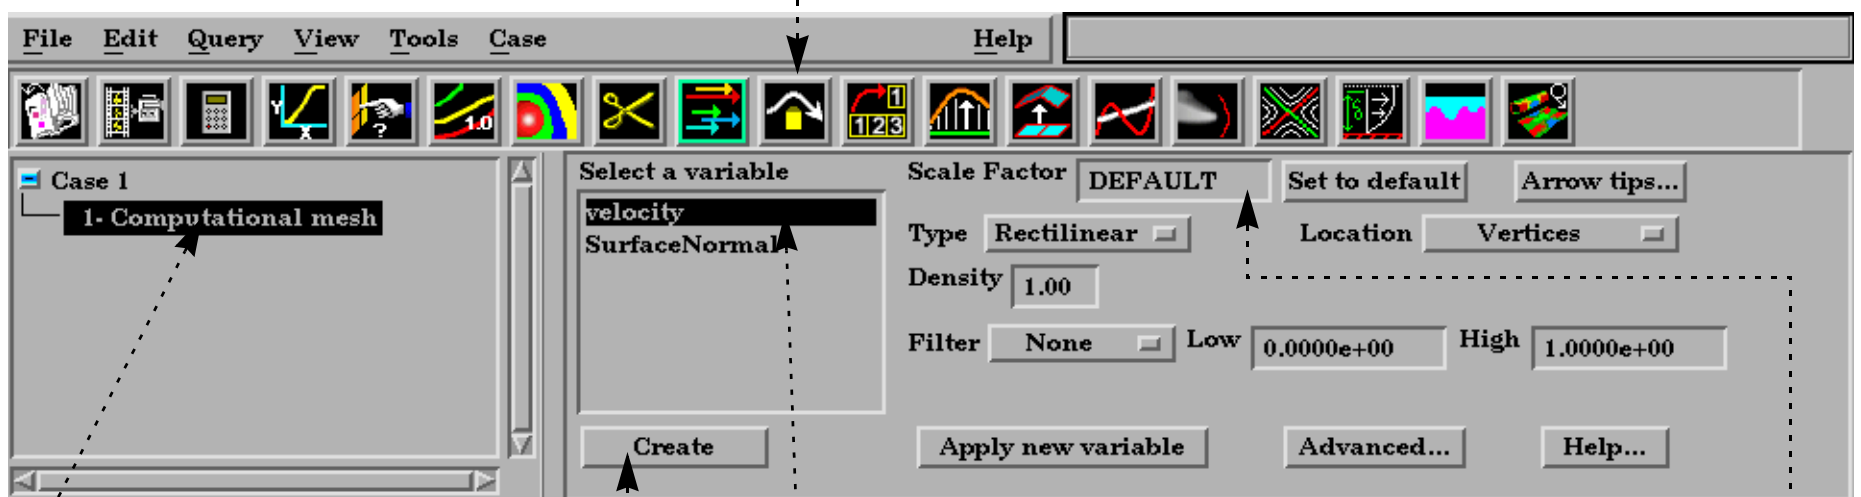 File Edit Query View Tools Case Help
Y X ? 1.0 1 123 δ
Case 1
1- Computational mesh
Select a variable
velocity
SurfaceNormal
Scale Factor DEFAULT Set to default Arrow tips...
Type Rectilinear Location Vertices
Density 1.00
Filter None Low 0.0000e+00 High 1.0000e+00
Create Apply new variable Advanced... Help...